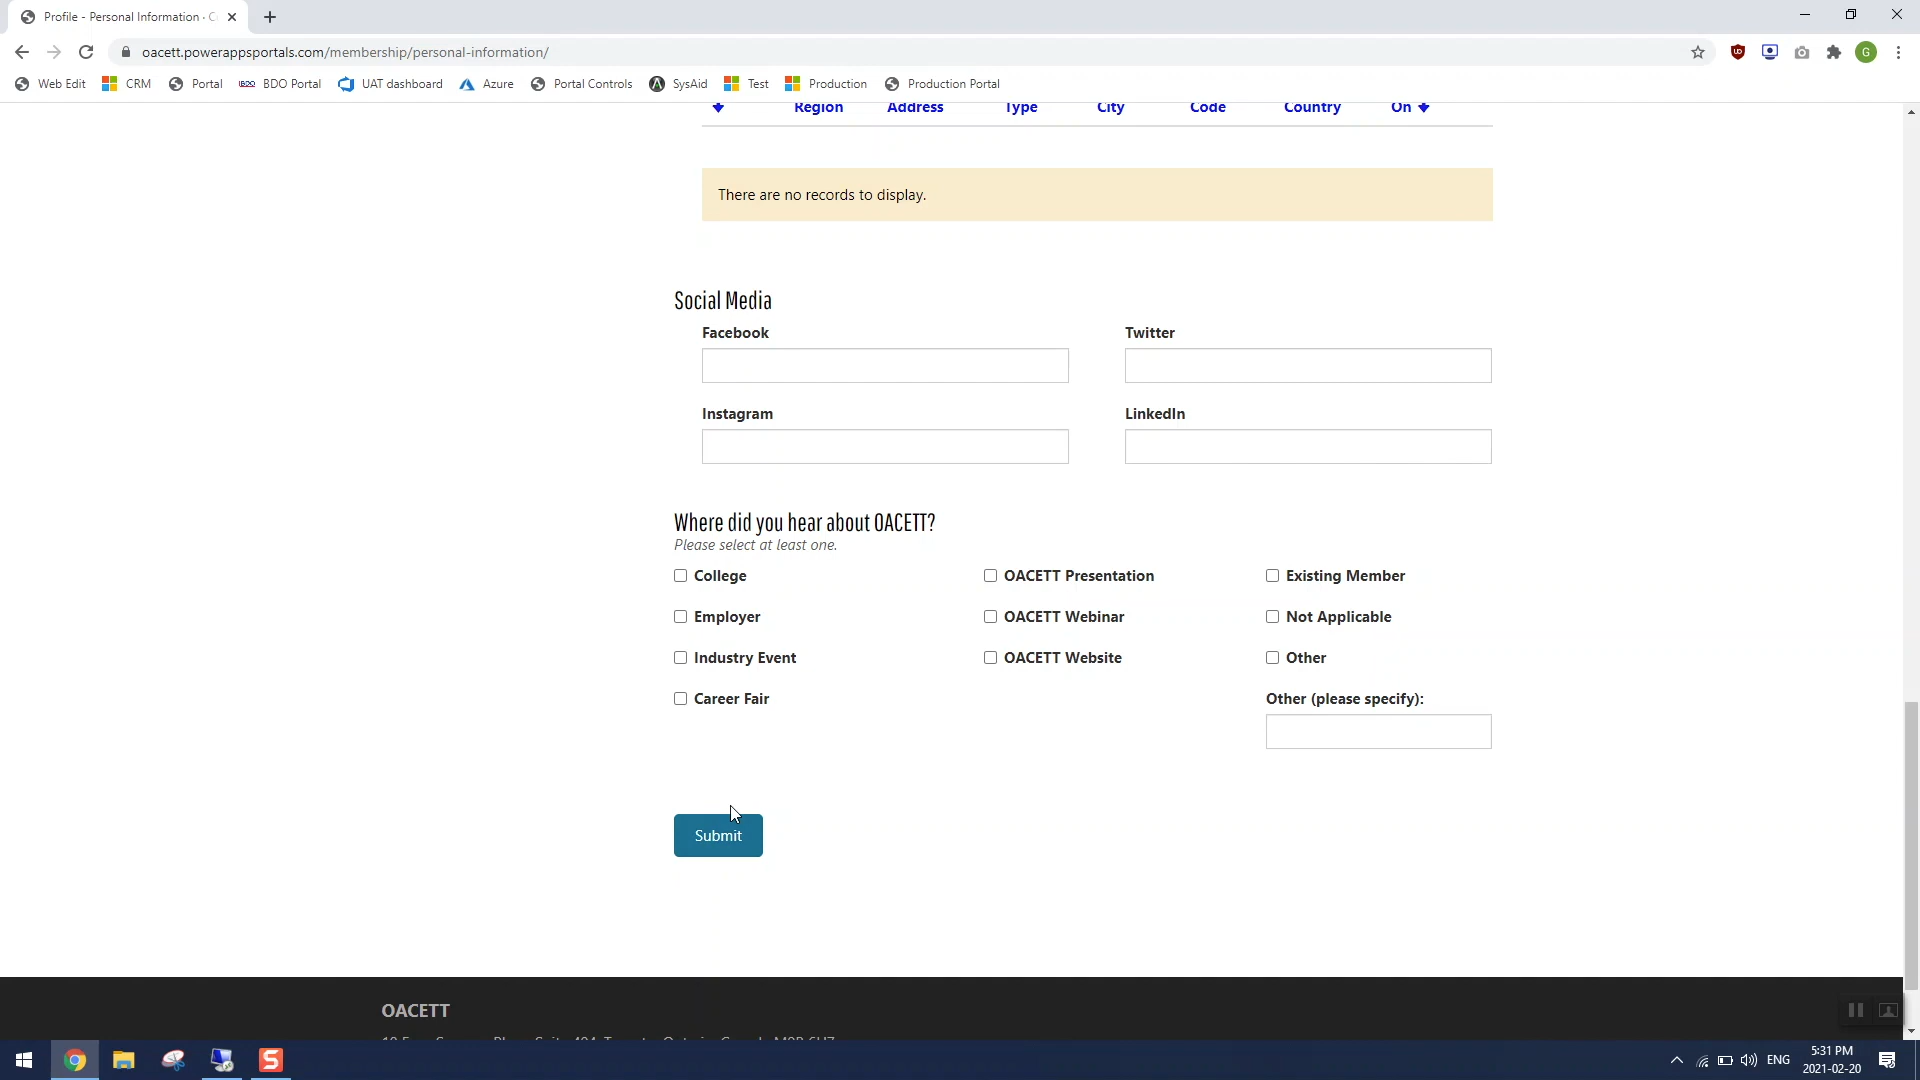 Profile - Personal Information · C
oacett.powerappsportals.com/membership/personal-information/
Web Edit CRM Portal BDO BDO Portal UAT dashboard Azure Portal Controls SysAid Test Production Production Portal
Region Address Type City Code Country On
There are no records to display.
Social Media
Facebook Twitter
Instagram LinkedIn
Where did you hear about OACETT?
Please select at least one.
College OACETT Presentation Existing Member
Employer OACETT Webinar Not Applicable
Industry Event OACETT Website Other
Career Fair Other (please specify):
Submit
OACETT
ENG 5:31 PM
2021-02-20